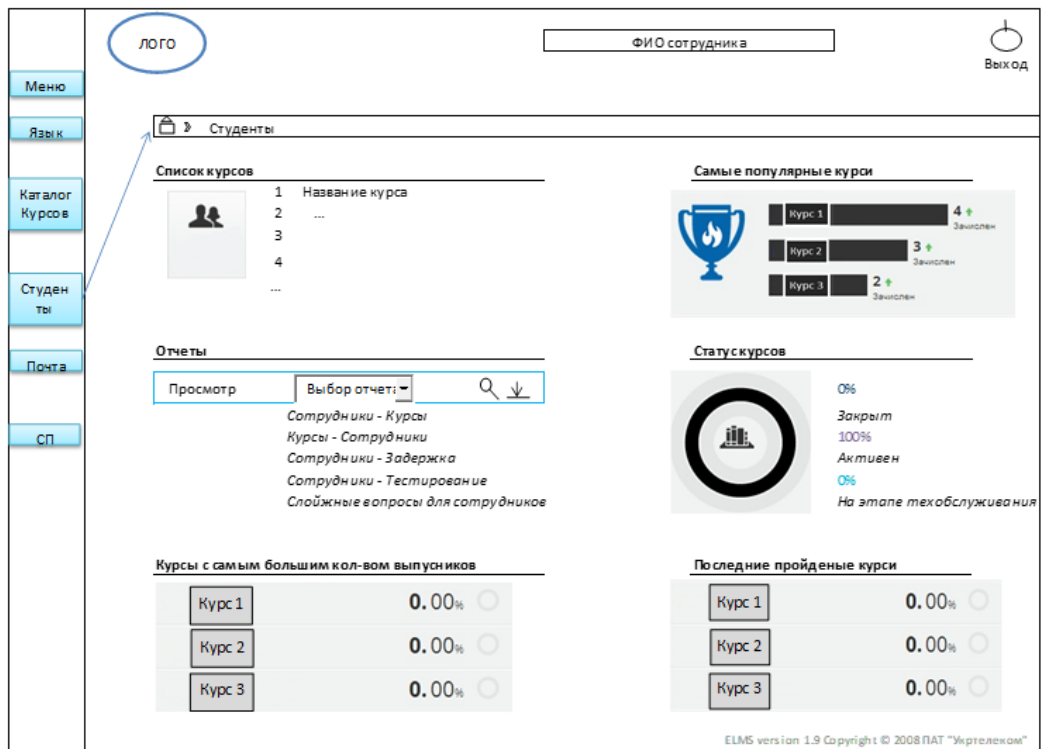 ЛОГО
ФИО сотрудника
Выход
Меню
Язык
Каталог
Курсов
Студен
ты
Почта
СП
Студенты
Список курсов
1 Название курса
2 ...
3
4
...
Самые популярные курси
Курс 1 4
Зачислен
Курс 2 3
Зачислен
Курс 3 2
Зачислен
Отчеты
Просмотр Выбор отчет
Сотрудники - Курсы
Курсы - Сотрудники
Сотрудники - Задержка
Сотрудники - Тестирование
Слойжные вопросы для сотрудников
Статус курсов
0%
Закрыт
100%
Активен
0%
На этапе техобслуживания
Курсы с самым большим кол-вом выпусников
Курс 1 0.00%
Курс 2 0.00%
Курс 3 0.00%
Последние пройденые курси
Курс 1 0.00%
Курс 2 0.00%
Курс 3 0.00%
ELMS version 1.9 Copyright © 2008 ПАТ "Укртелеком"